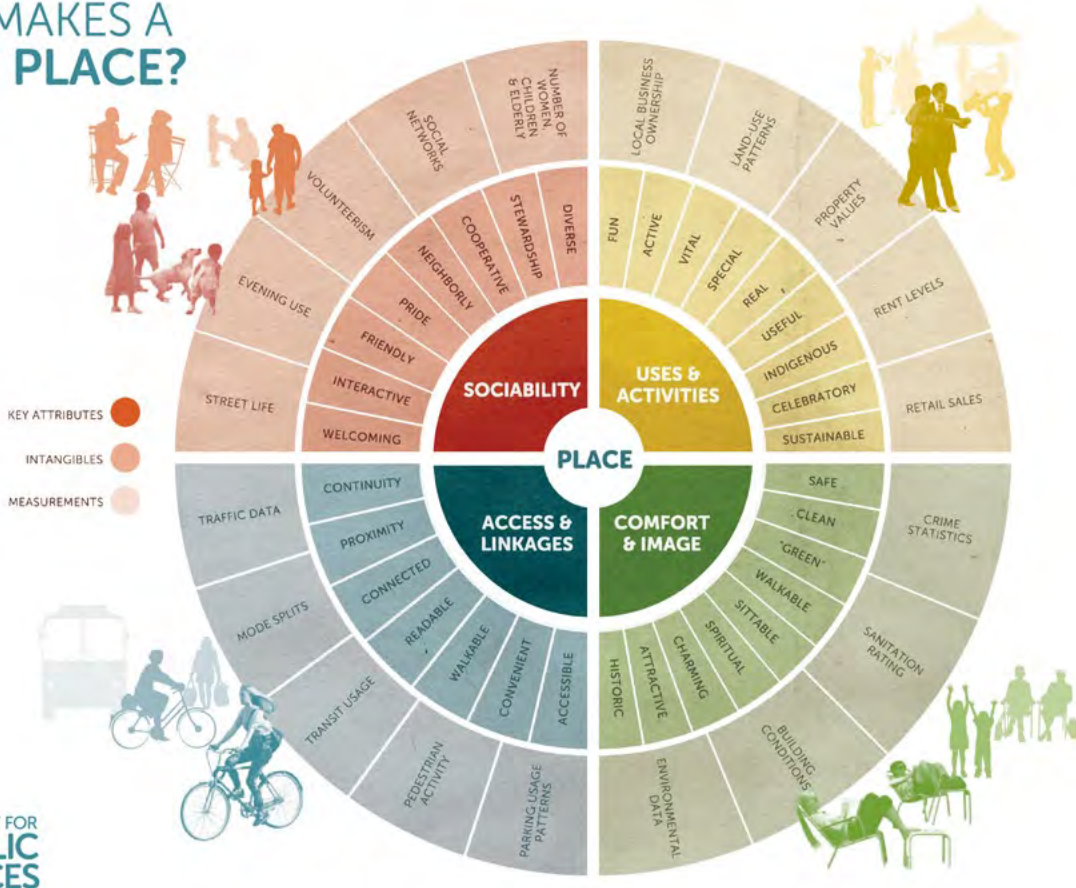 MAKES A
PLACE?
KEY ATTRIBUTES
INTANGIBLES
MEASUREMENTS
PLACE
SOCIABILITY
WELCOMING
INTERACTIVE
FRIENDLY
PRIDE
NEIGHBORLY
COOPERATIVE
STEWARDSHIP
DIVERSE
STREET LIFE
EVENING USE
VOLUNTEERISM
SOCIAL
NETWORKS
NUMBER OF
WOMEN
CHILDREN
& ELDERLY
USES &
ACTIVITIES
FUN
ACTIVE
VITAL
SPECIAL
REAL
USEFUL
INDIGENOUS
CELEBRATORY
SUSTAINABLE
LOCAL BUSINESS
OWNERSHIP
LAND-USE
PATTERNS
PROPERTY
VALUES
RENT LEVELS
RETAIL SALES
ACCESS &
LINKAGES
CONTINUITY
PROXIMITY
CONNECTED
READABLE
WALKABLE
CONVENIENT
ACCESSIBLE
TRAFFIC DATA
MODE SPLITS
TRANSIT USAGE
PEDESTRIAN
ACTIVITY
PARKING USAGE
PATTERNS
COMFORT
& IMAGE
SAFE
CLEAN
"GREEN"
WALKABLE
SITTABLE
SPIRITUAL
CHARMING
ATTRACTIVE
HISTORIC
CRIME
STATISTICS
SANITATION
RATING
BUILDING
CONDITIONS
ENVIRONMENTAL
DATA
FOR
LIC
CES